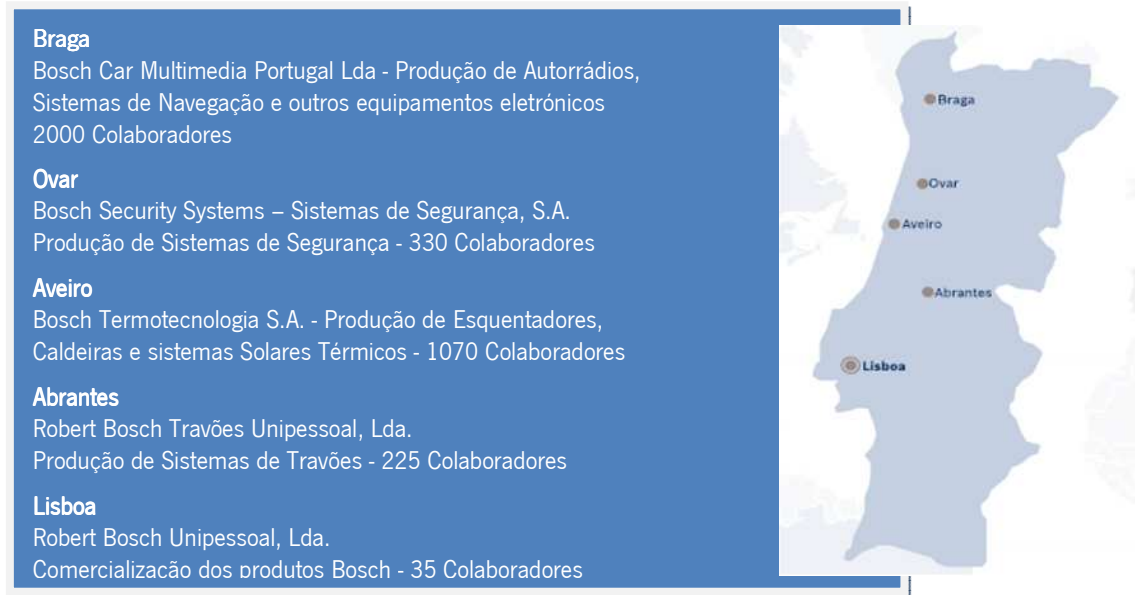 Braga
Bosch Car Multimedia Portugal Lda - Produção de Autorrádios,
Sistemas de Navegação e outros equipamentos eletrónicos
2000 Colaboradores
Ovar
Bosch Security Systems – Sistemas de Segurança, S.A.
Produção de Sistemas de Segurança - 330 Colaboradores
Aveiro
Bosch Termotecnologia S.A. - Produção de Esquentadores,
Caldeiras e sistemas Solares Térmicos - 1070 Colaboradores
Abrantes
Robert Bosch Travões Unipessoal, Lda.
Produção de Sistemas de Travões - 225 Colaboradores
Lisboa
Robert Bosch Unipessoal, Lda.
Comercialização dos produtos Bosch - 35 Colaboradores
Braga
Ovar
Aveiro
Abrantes
Lisboa